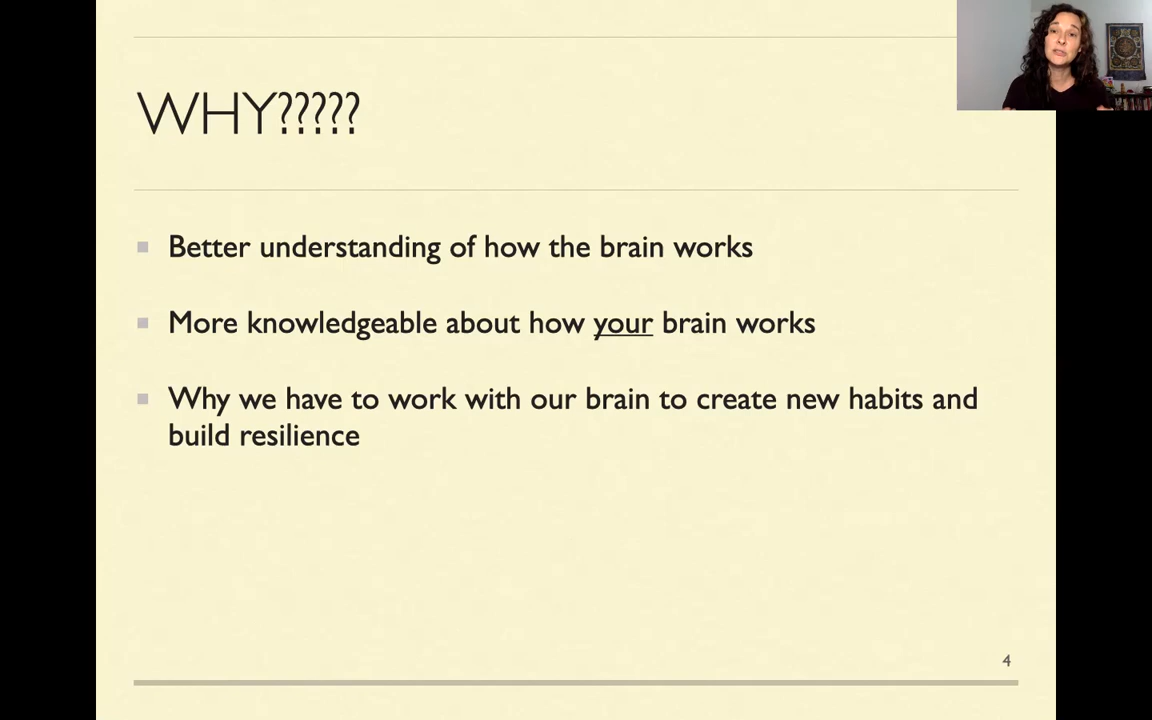 WHY?????
Better understanding of how the brain works
More knowledgeable about how your brain works
Why we have to work with our brain to create new habits and
build resilience
4